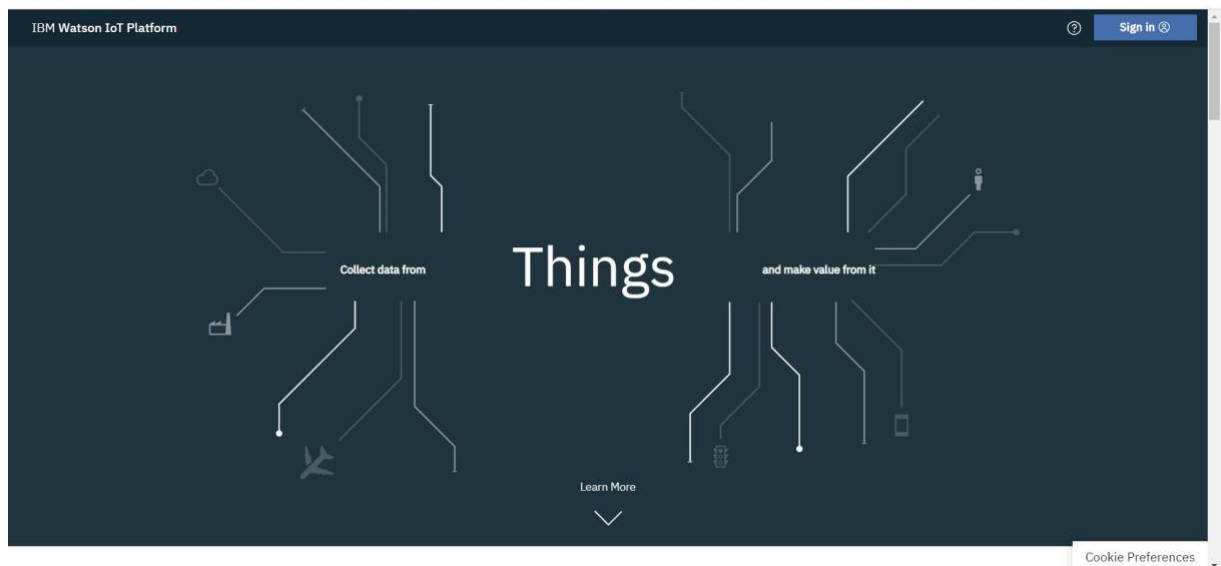 IBM Watson IoT Platform
Sign in
Collect data from
Things
and make value from it
Learn More
Cookie Preferences